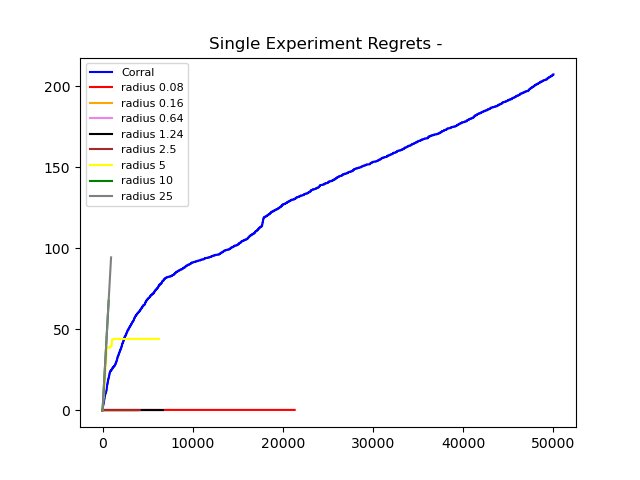 Single Experiment Regrets -
Corral
radius 0.08
radius 0.16
radius 0.64
radius 1.24
radius 2.5
radius 5
radius 10
radius 25
200
150
100
50
0
0 10000 20000 30000 40000 50000